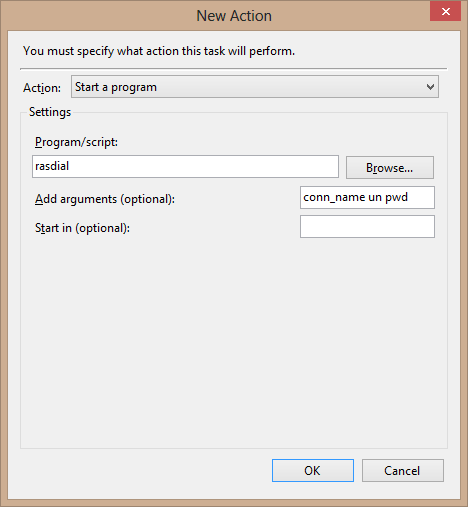 New Action
You must specify what action this task will perform.
Action: Start a program
Settings
Program/script:
rasdial Browse...
Add arguments (optional): conn_name un pwd
Start in (optional):
OK Cancel